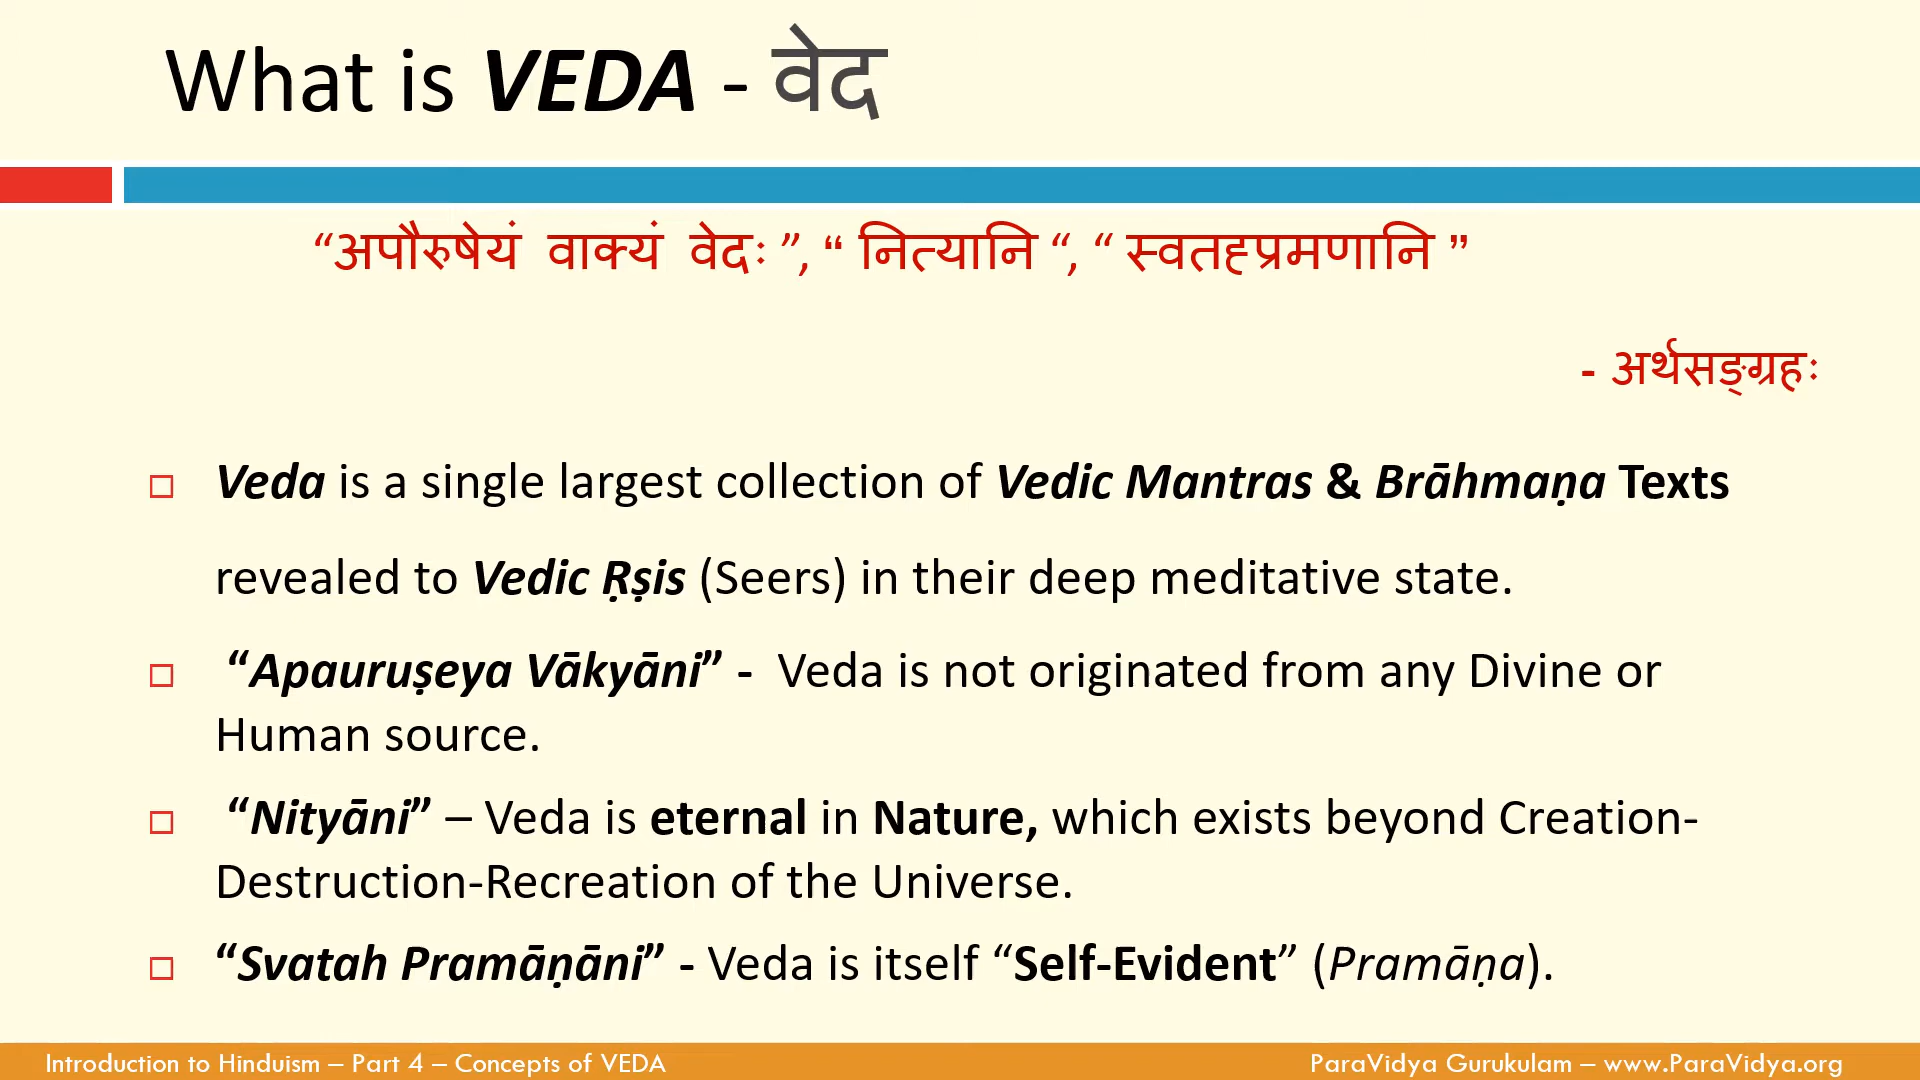 What is VEDA - वेद
“अपौरुषेयं वाक्यं वेदः ”, “ नित्यानि “, “ स्वतह्प्रमणानि ”
- अर्थसङ्ग्रहः
Veda is a single largest collection of Vedic Mantras & Brāhmaṇa Texts
revealed to Vedic Ṛṣis (Seers) in their deep meditative state.
“Apauruṣeya Vākyāni” - Veda is not originated from any Divine or
Human source.
“Nityāni” – Veda is eternal in Nature, which exists beyond Creation-
Destruction-Recreation of the Universe.
“Svatah Pramāṇāni” - Veda is itself “Self-Evident” (Pramāṇa).
Introduction to Hinduism – Part 4 – Concepts of VEDA
ParaVidya Gurukulam – www.ParaVidya.org